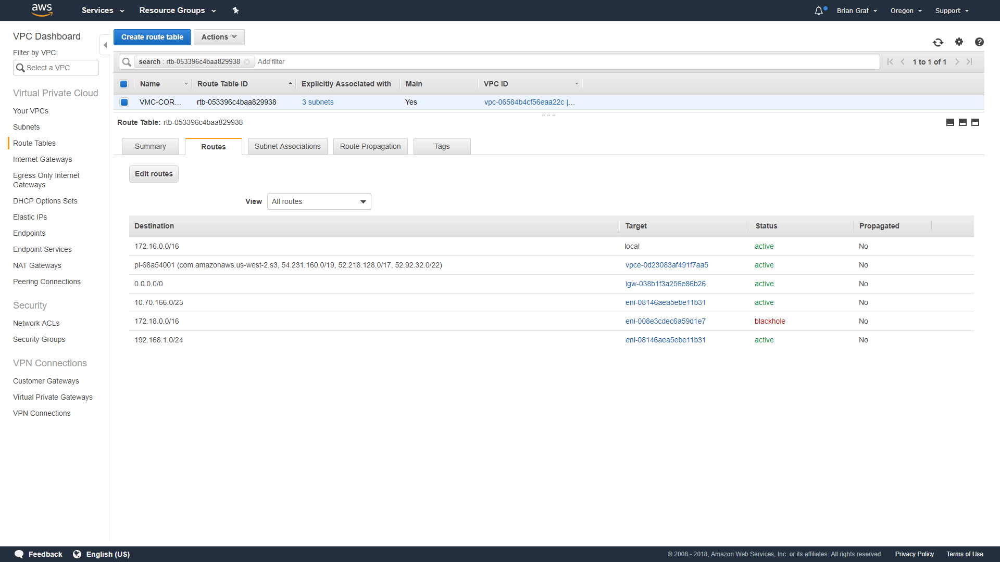 aws Services Resource Groups Brian Graf Oregon Support
VPC Dashboard
Filter by VPC:
Select a VPC
Virtual Private Cloud
Your VPCs
Subnets
Route Tables
Internet Gateways
Egress Only Internet
Gateways
DHCP Options Sets
Elastic IPs
Endpoints
Endpoint Services
NAT Gateways
Peering Connections
Security
Network ACLs
Security Groups
VPN Connections
Customer Gateways
Virtual Private Gateways
VPN Connections
Create route table Actions
search : rtb-053396c4baa829938 Add filter 1 to 1 of 1
Name Route Table ID Explicitly Associated with Main VPC ID
VMC-COR... rtb-053396c4baa829938 3 subnets Yes vpc-06584b4cf56eaa22c |...
Route Table: rtb-053396c4baa829938
Summary Routes Subnet Associations Route Propagation Tags
Edit routes
View All routes
Destination Target Status Propagated
172.16.0.0/16 local active No
pl-68a54001 (com.amazonaws.us-west-2.s3, 54.231.160.0/19, 52.218.128.0/17, 52.92.32.0/22) vpce-0d23083af491f7aa5 active No
0.0.0.0/0 igw-038b1f3a256e86b26 active No
10.70.166.0/23 eni-08146aea5ebe11b31 active No
172.18.0.0/16 eni-008e3cdec6a59d1e7 blackhole No
192.168.1.0/24 eni-08146aea5ebe11b31 active No
Feedback English (US) © 2008 - 2018, Amazon Web Services, Inc. or its affiliates. All rights reserved. Privacy Policy Terms of Use